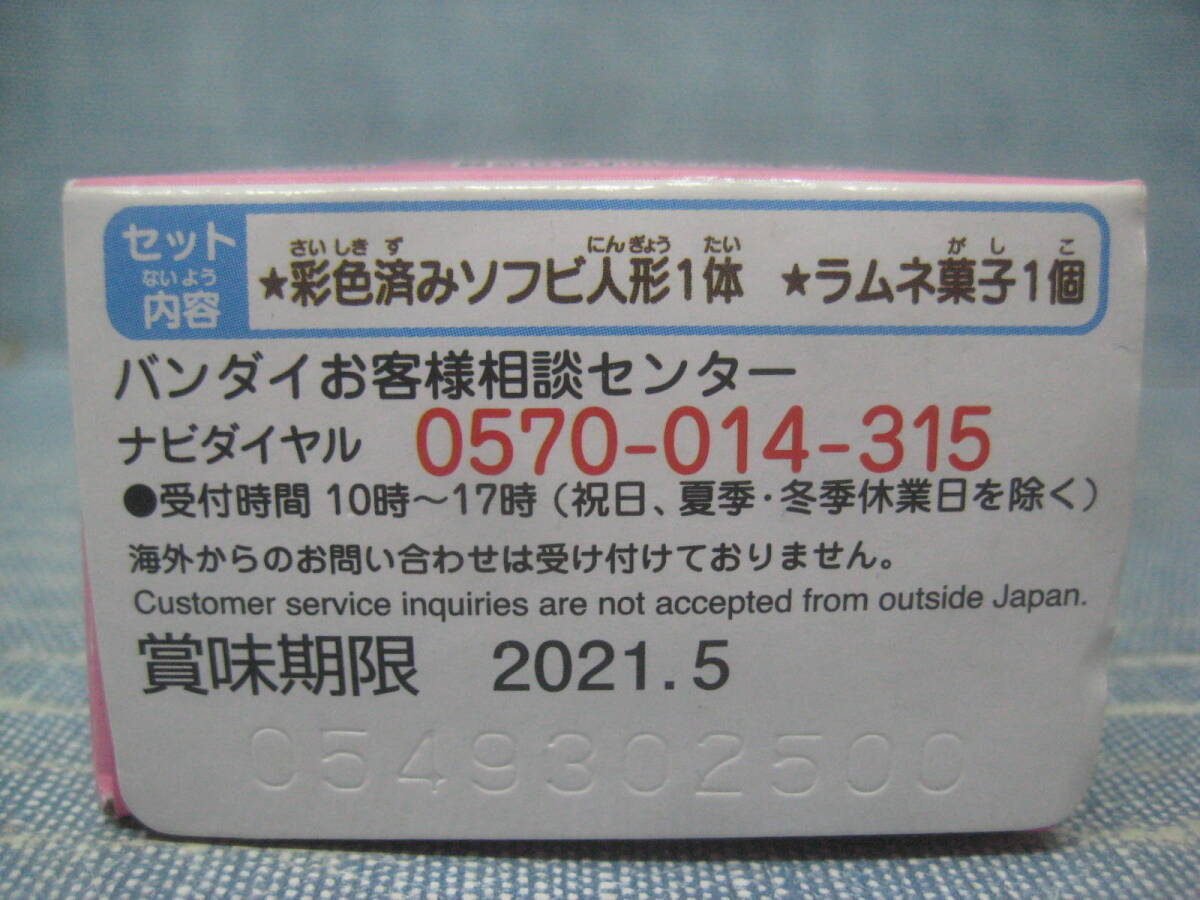 セット
ないよう
内容
さいしきず にんぎょう たい がしこ
★彩色済みソフビ人形1体 ★ラムネ菓子1個
バンダイお客様相談センター
ナビダイヤル 0570-014-315
●受付時間 10時～17時（祝日、夏季・冬季休業日を除く）
海外からのお問い合わせは受け付けておりません。
Customer service inquiries are not accepted from outside Japan.
賞味期限 2021.5
0549302500